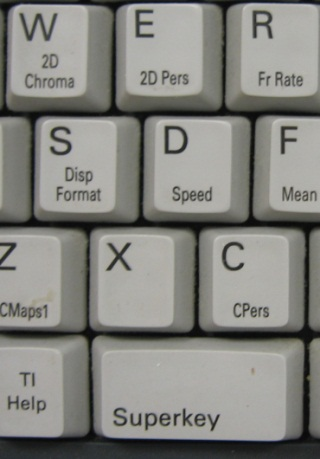 W
2D
Chroma
E
2D Pers
R
Fr Rate
S
Disp
Format
D
Speed
F
Mean
Z
CMaps1
X
C
CPers
TI
Help
Superkey